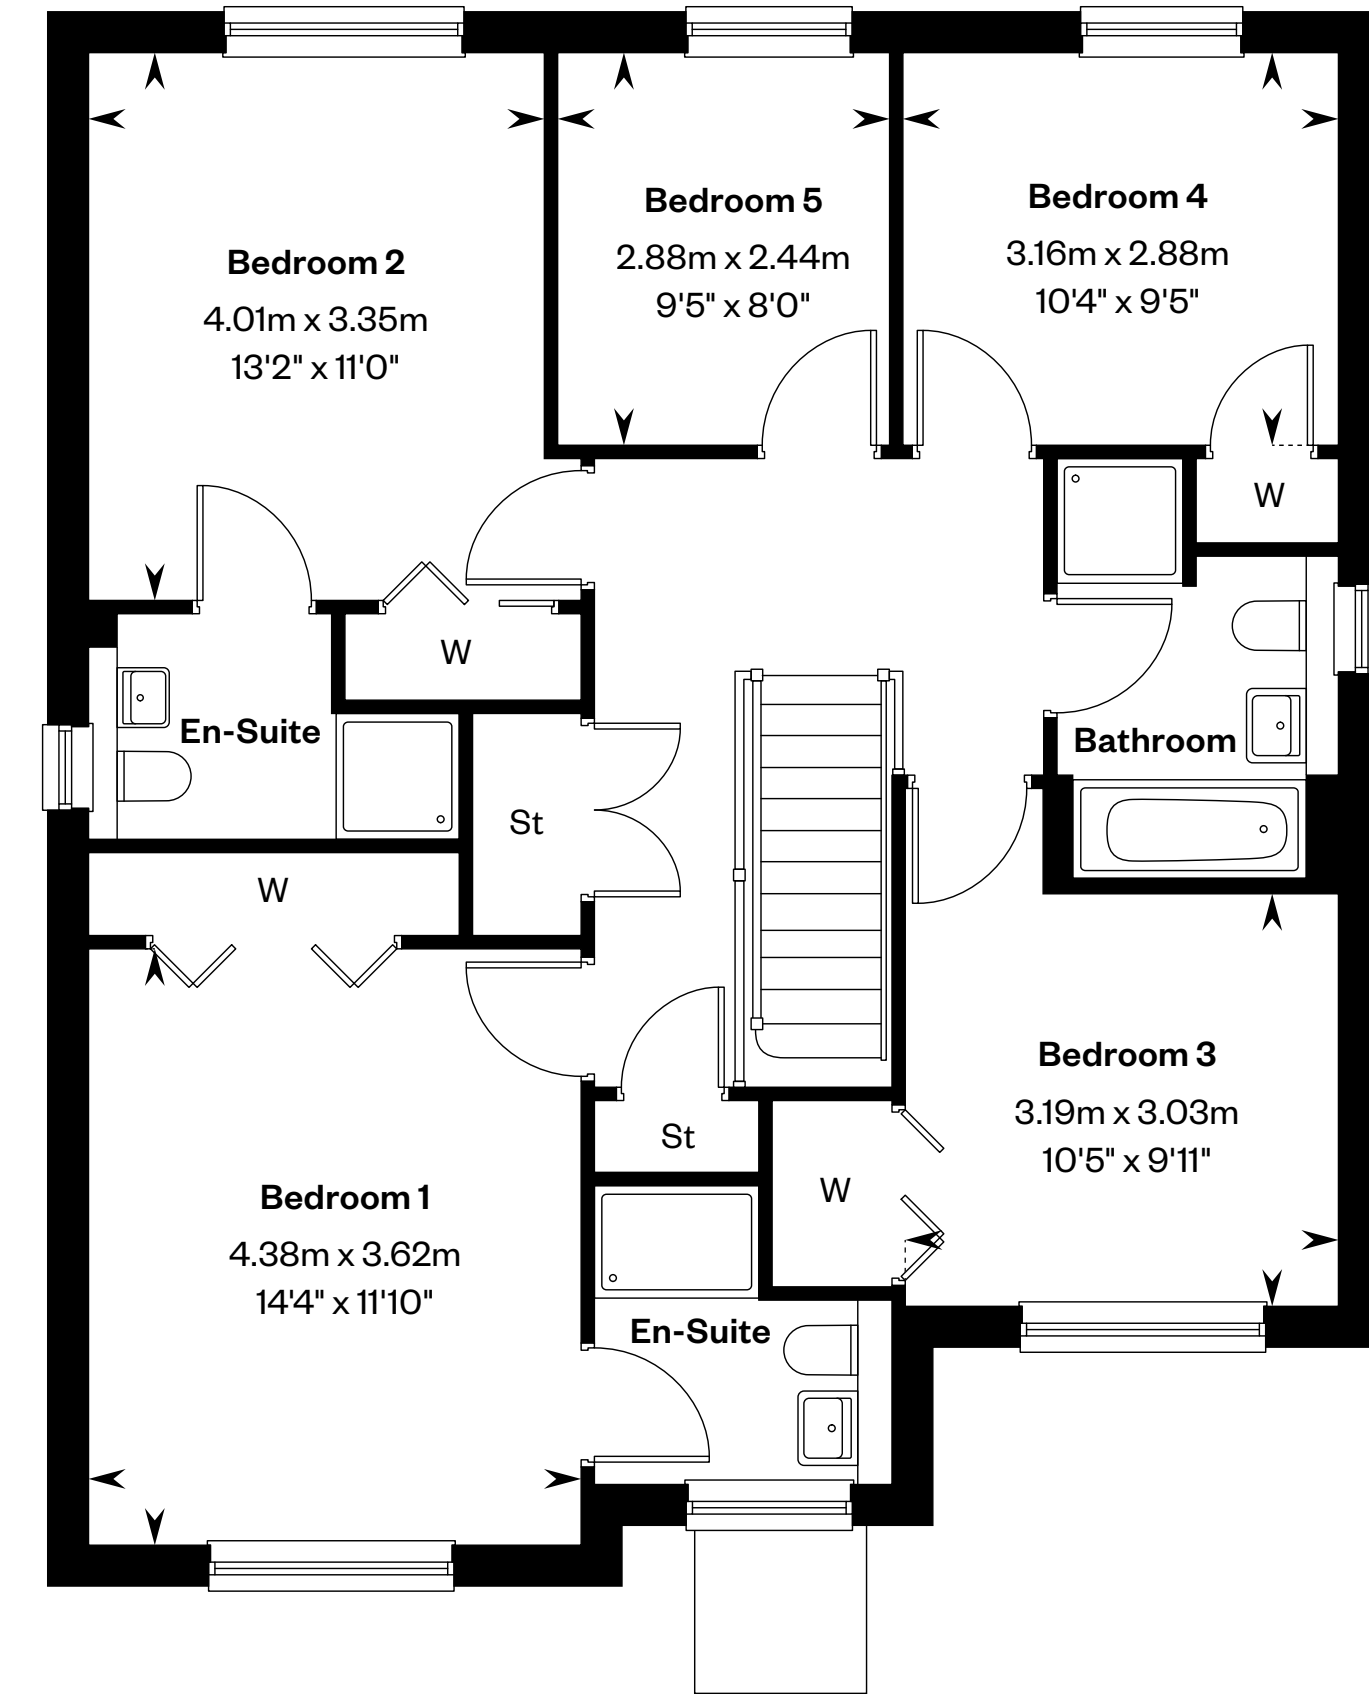 Bedroom 2
4.01m x 3.35m
13'2" x 11'0"
Bedroom 5
2.88m x 2.44m
9'5" x 8'0"
Bedroom 4
3.16m x 2.88m
10'4" x 9'5"
W
W
En-Suite
Bathroom
St
W
Bedroom 3
3.19m x 3.03m
10'5" x 9'11"
St
W
Bedroom 1
4.38m x 3.62m
14'4" x 11'10"
En-Suite